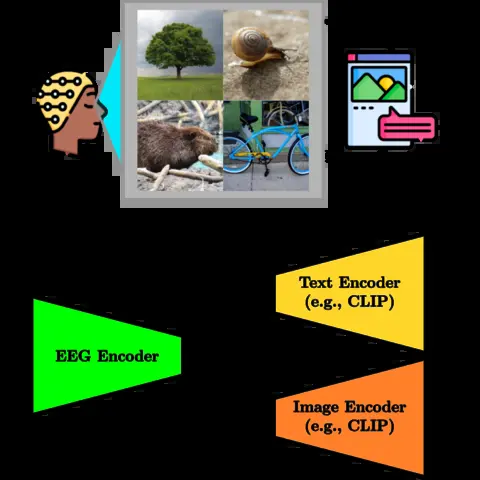 Text Encoder
(e.g., CLIP)
EEG Encoder
Image Encoder
(e.g., CLIP)